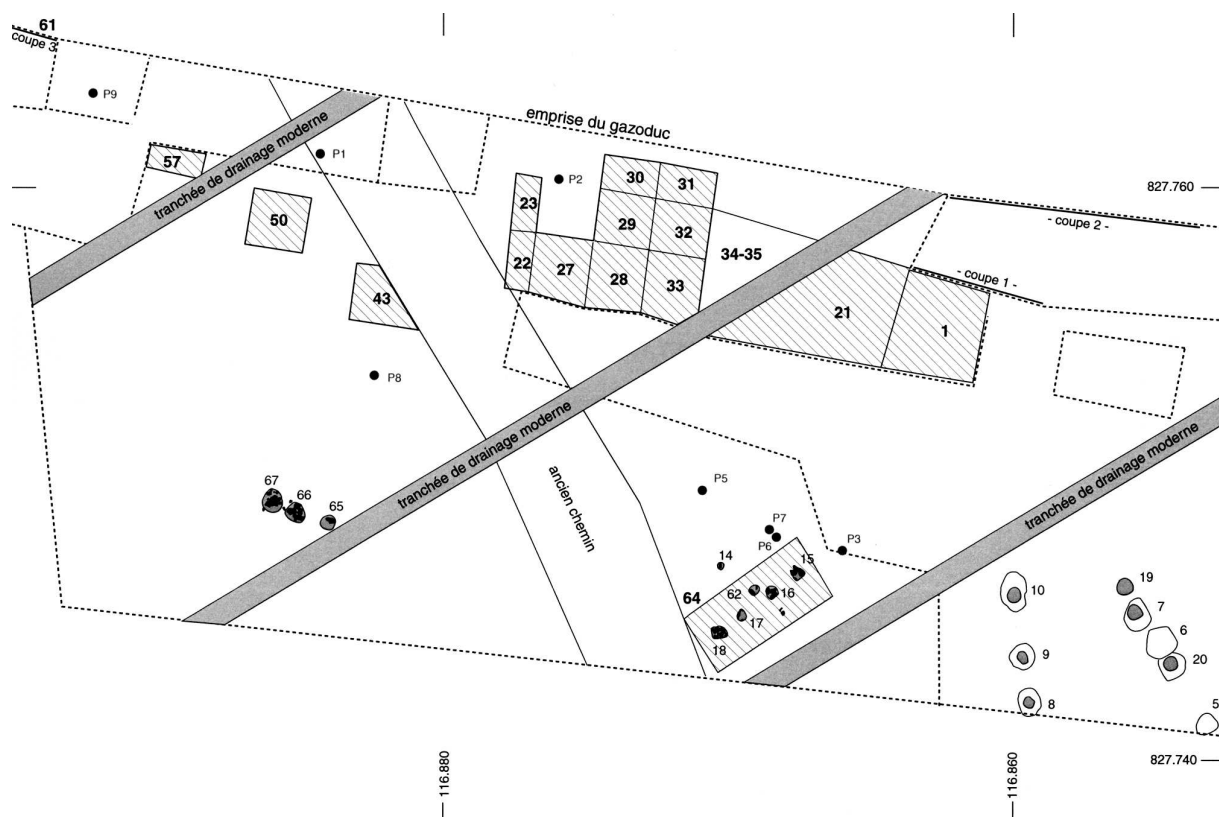 61
coupe 3
P9
emprise du gazoduc
tranchée de drainage moderne
P1
57
P2
30
31
827.760
23
50
29
32
- coupe 2 -
34-35
22
27
28
33
- coupe 1 -
43
21
1
P8
tranchée de drainage moderne
ancien chemin
tranchée de drainage moderne
67
66
65
P5
P7
P6
P3
14
15
62
16
64
17
18
10
19
7
6
9
20
8
5
827.740
116.880
116.860